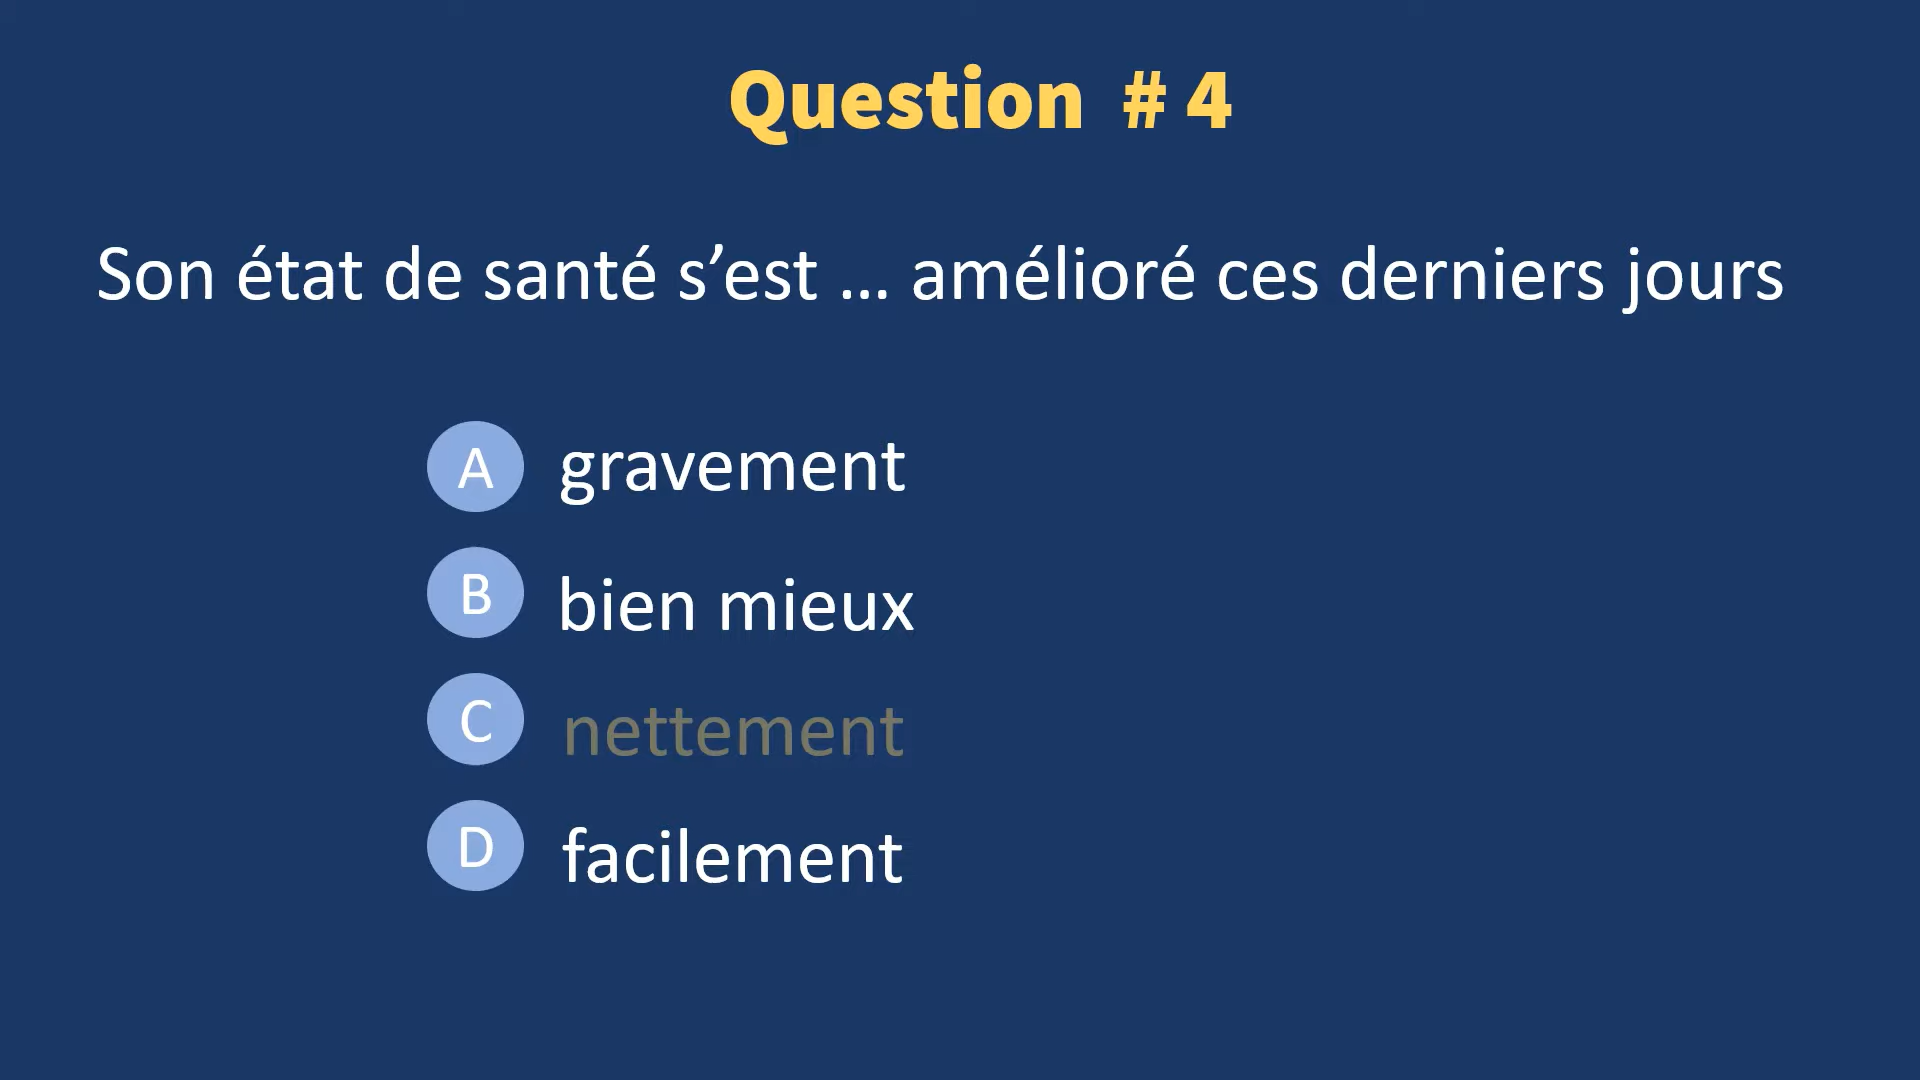 Question # 4
Son état de santé s’est ... amélioré ces derniers jours
A gravement
B bien mieux
C nettement
D facilement